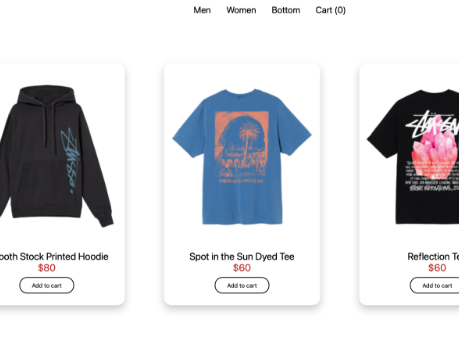 Men Women Bottom Cart (0)
ooth Stock Printed Hoodie
$80
Add to cart
Spot in the Sun Dyed Tee
$60
Add to cart
Reflection Te
$60
Add to cart